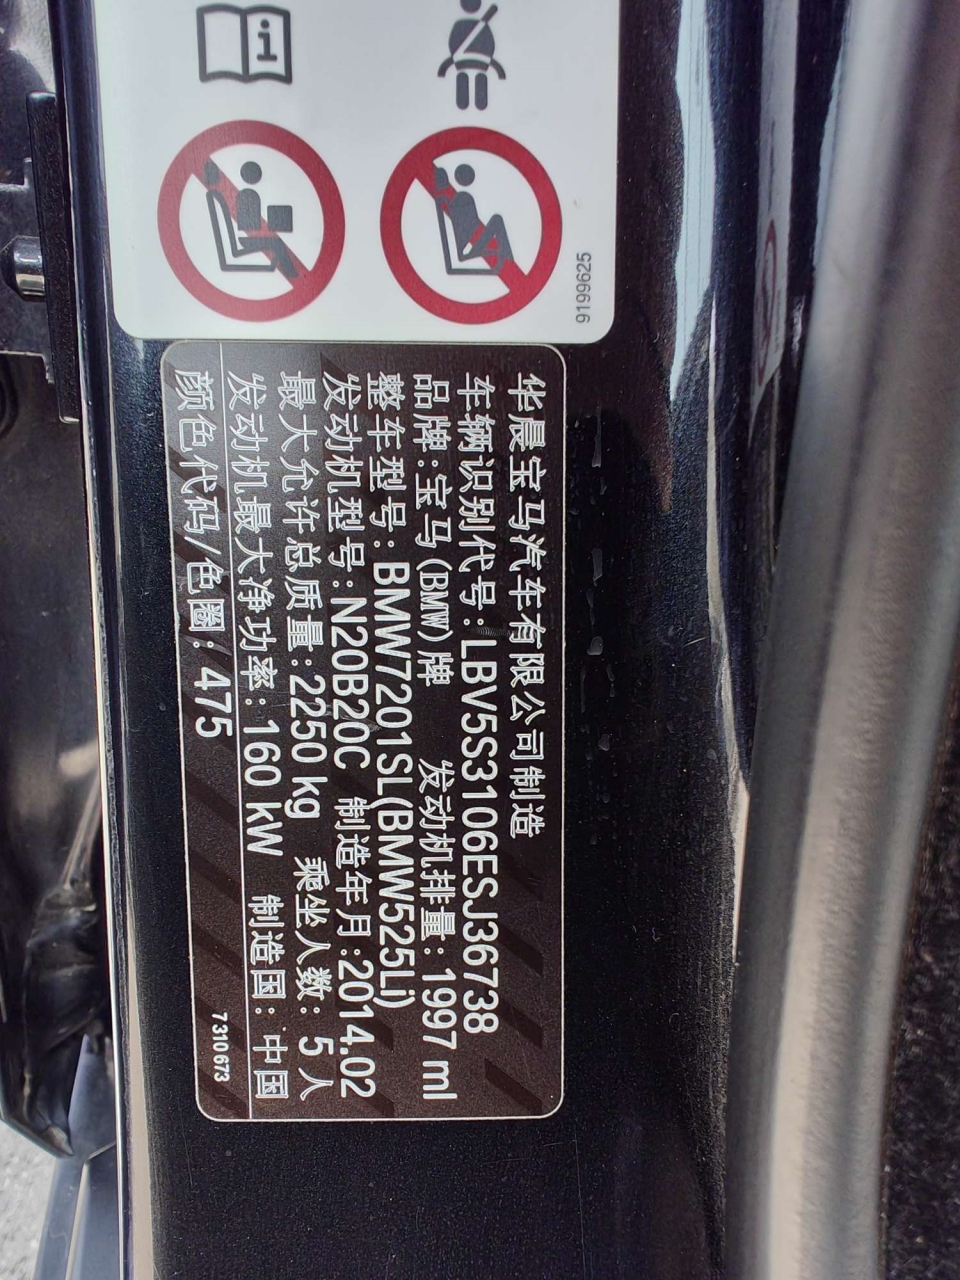 9199625
华晨宝马汽车有限公司制造
车辆识别代号:LBV5S3106ESJ36738
品牌:宝马(BMW)牌 发动机排量:1997 ml
整车型号:BMW7201SL(BMW525Li)
发动机型号:N20B20C 制造年月:2014.02
最大允许总质量:2250 kg 乘坐人数: 5 人
发动机最大净功率:160 kW 制造国:中国
颜色代码/色圈:475
7310673